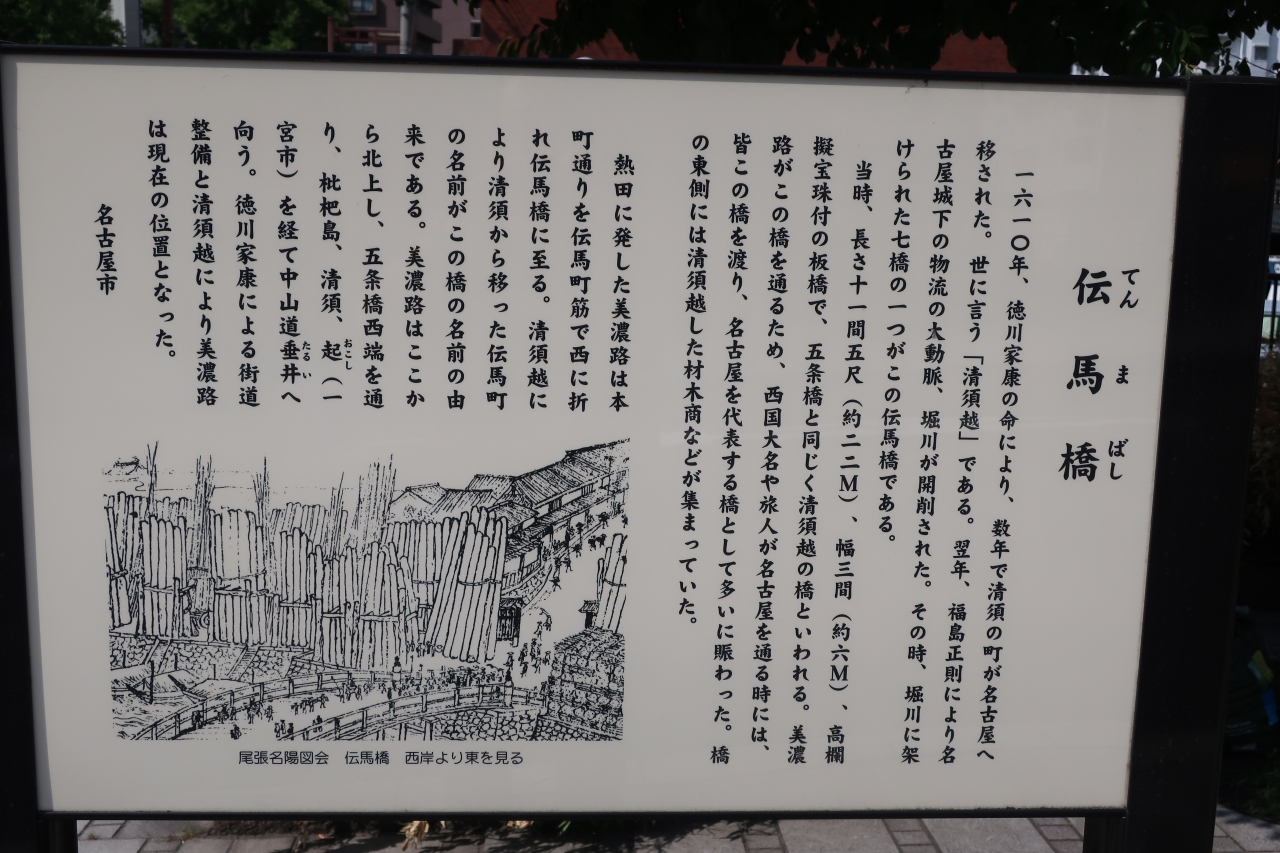 伝馬橋
てんまばし
一六一〇年、徳川家康の命により、数年で清須の町が名古屋へ
移された。世に言う「清須越」である。翌年、福島正則により名
古屋城下の物流の大動脈、堀川が開削された。その時、堀川に架
けられた七橋の一つがこの伝馬橋である。
当時、長さ十一間五尺(約二二M)、幅三間(約六M)、高欄
擬宝珠付の板橋で、五条橋と同じく清須越の橋といわれる。美濃
路がこの橋を通るため、西国大名や旅人が名古屋を通る時には、
皆この橋を渡り、名古屋を代表する橋として多いに賑わった。橋
の東側には清須越した材木商などが集まっていた。
熱田に発した美濃路は本
町通りを伝馬町筋で西に折
れ伝馬橋に至る。清須越に
より清須から移った伝馬町
の名前がこの橋の名前の由
来である。美濃路はここか
ら北上し、五条橋西端を通
り、枇杷島、清須、起(一
おこし
宮市)を経て中山道垂井へ
たるい
向う。徳川家康による街道
整備と清須越により美濃路
は現在の位置となった。
名古屋市
尾張名陽図会 伝馬橋 西岸より東を見る